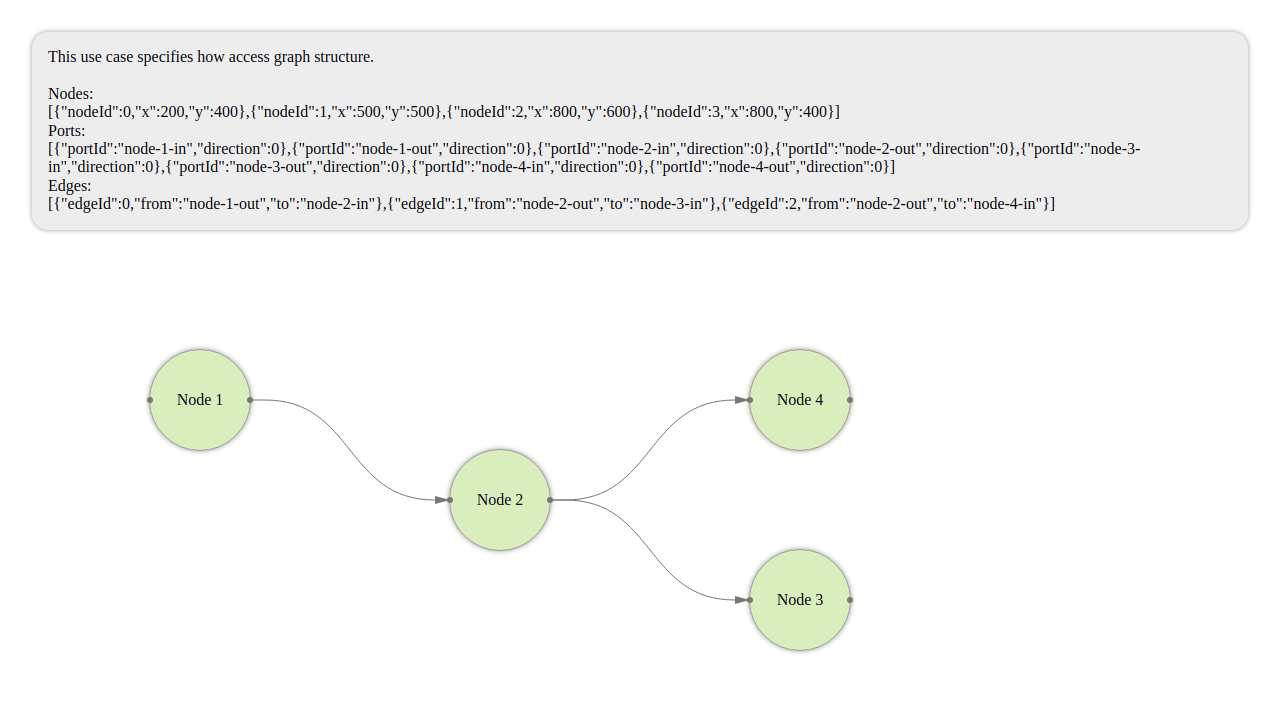 This use case specifies how access graph structure.
Nodes:
[{"nodeId":0,"x":200,"y":400},{"nodeId":1,"x":500,"y":500},{"nodeId":2,"x":800,"y":600},{"nodeId":3,"x":800,"y":400}]
Ports:
[{"portId":"node-1-in","direction":0},{"portId":"node-1-out","direction":0},{"portId":"node-2-in","direction":0},{"portId":"node-2-out","direction":0},{"portId":"node-3-
in","direction":0},{"portId":"node-3-out","direction":0},{"portId":"node-4-in","direction":0},{"portId":"node-4-out","direction":0}]
Edges:
[{"edgeId":0,"from":"node-1-out","to":"node-2-in"},{"edgeId":1,"from":"node-2-out","to":"node-3-in"},{"edgeId":2,"from":"node-2-out","to":"node-4-in"}]
Node 1
Node 4
Node 2
Node 3